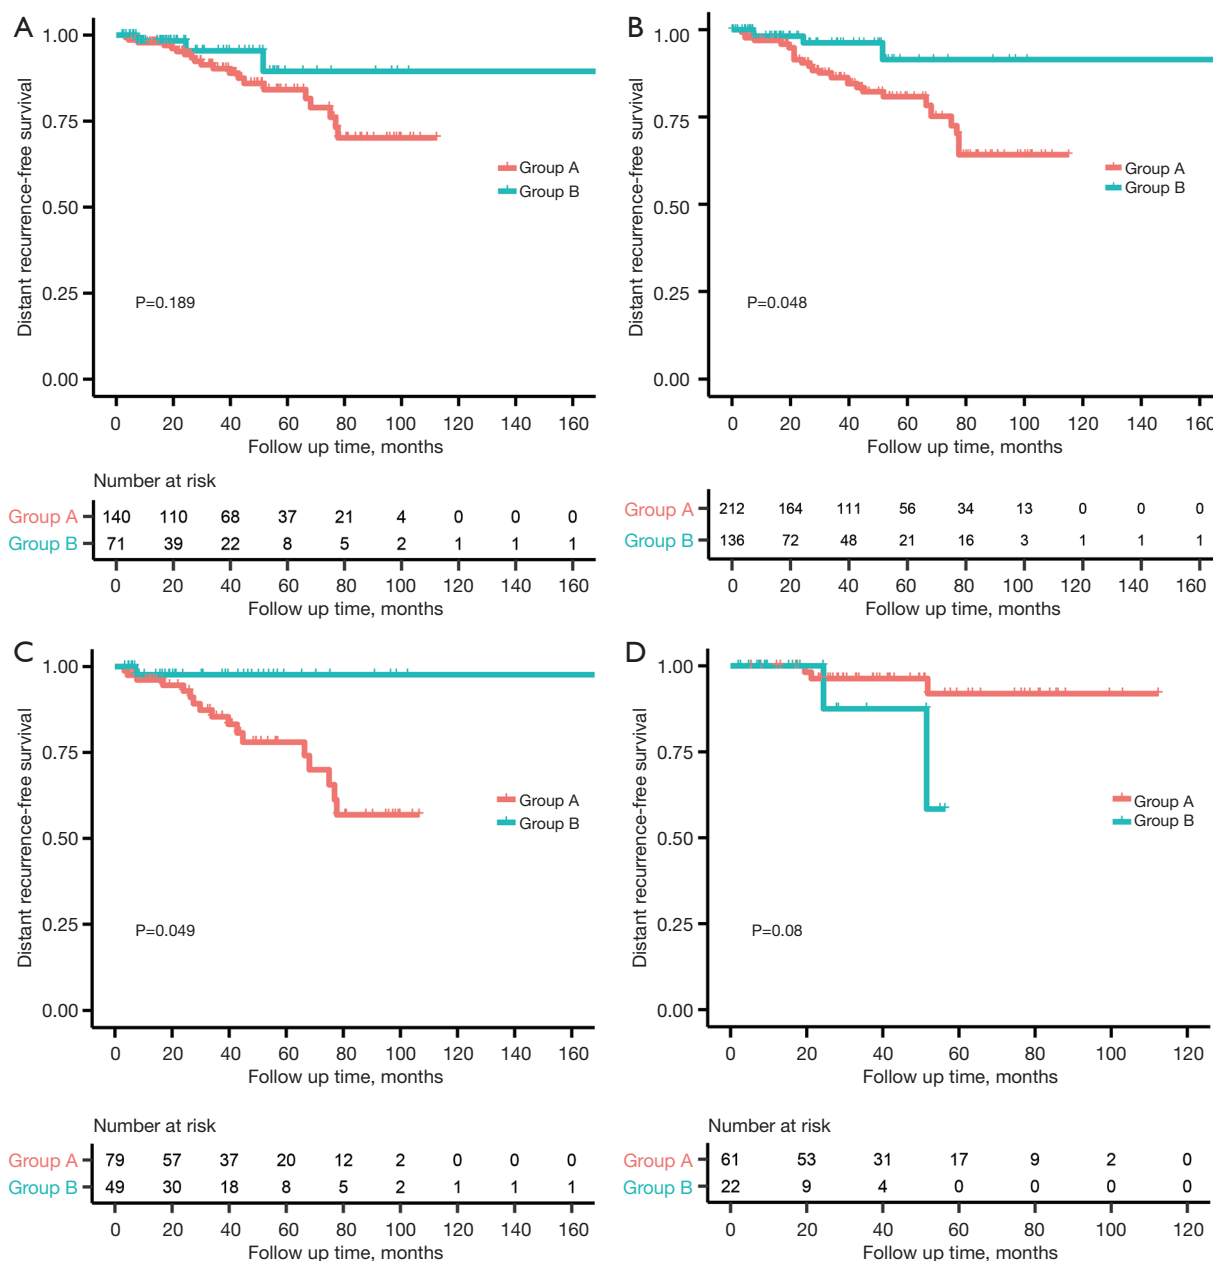 A
1.00
0.75
0.50
0.25
0.00
Distant recurrence-free survival
Group A
Group B
P=0.189
0 20 40 60 80 100 120 140 160
Follow up time, months
Number at risk
Group A 140 110 68 37 21 4 0 0 0
Group B 71 39 22 8 5 2 1 1 1
0 20 40 60 80 100 120 140 160
Follow up time, months
B
1.00
0.75
0.50
0.25
0.00
Distant recurrence-free survival
Group A
Group B
P=0.048
0 20 40 60 80 100 120 140 160
Follow up time, months
Group A 212 164 111 56 34 13 0 0 0
Group B 136 72 48 21 16 3 1 1 1
0 20 40 60 80 100 120 140 160
Follow up time, months
C
1.00
0.75
0.50
0.25
0.00
Distant recurrence-free survival
Group A
Group B
P=0.049
0 20 40 60 80 100 120 140 160
Follow up time, months
Number at risk
Group A 79 57 37 20 12 2 0 0 0
Group B 49 30 18 8 5 2 1 1 1
0 20 40 60 80 100 120 140 160
Follow up time, months
D
1.00
0.75
0.50
0.25
0.00
Distant recurrence-free survival
Group A
Group B
P=0.08
0 20 40 60 80 100 120
Follow up time, months
Number at risk
Group A 61 53 31 17 9 2 0
Group B 22 9 4 0 0 0 0
0 20 40 60 80 100 120
Follow up time, months